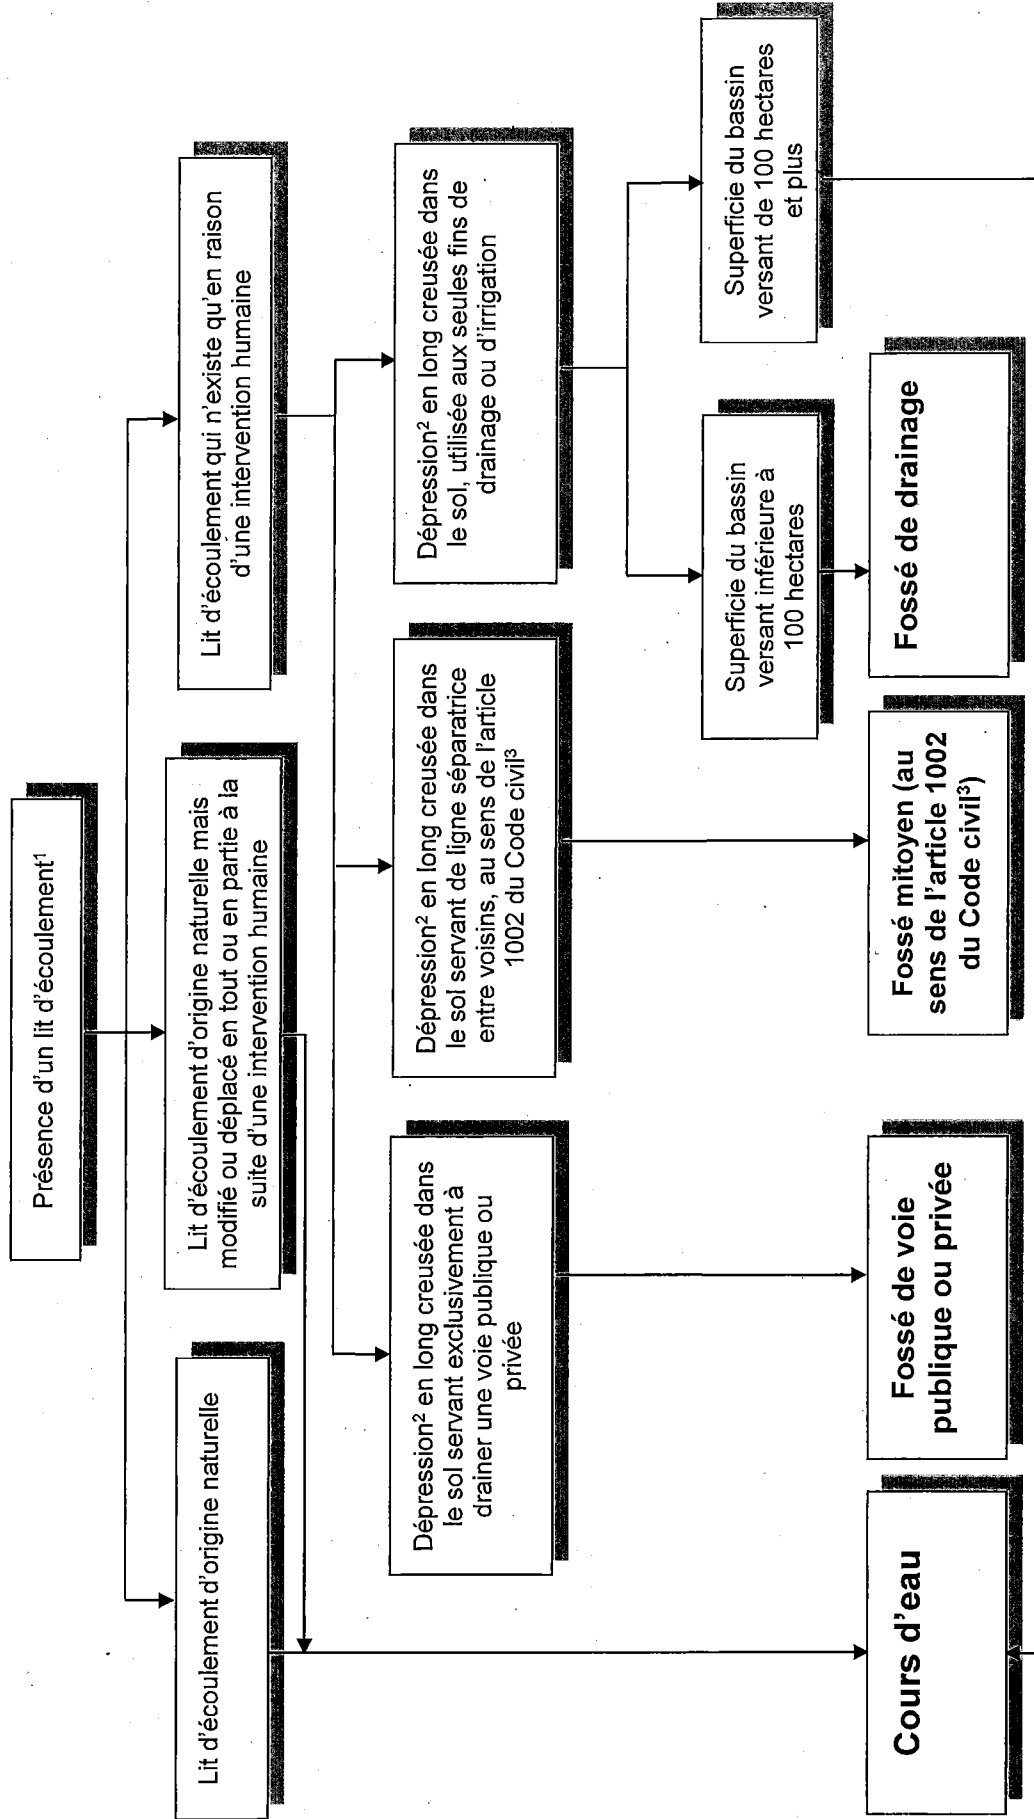 Présence d'un lit d'écoulement¹
Lit d'écoulement d'origine naturelle
Lit d'écoulement d'origine naturelle mais
modifié ou déplacé en tout ou en partie à la
suite d'une intervention humaine
Lit d'écoulement qui n'existe qu'en raison
d'une intervention humaine
Dépression² en long creusée dans
le sol servant exclusivement à
drainer une voie publique ou
privée
Dépression² en long creusée dans
le sol servant de ligne séparatrice
entre voisins, au sens de l'article
1002 du Code civil³
Dépression² en long creusée dans
le sol, utilisée aux seules fins de
drainage ou d'irrigation
Superficie du bassin
versant inférieure à
100 hectares
Superficie du bassin
versant de 100 hectares
et plus
Cours d'eau
Fossé de voie
publique ou privée
Fossé mitoyen (au
sens de l'article 1002
du Code civil³)
Fossé de drainage